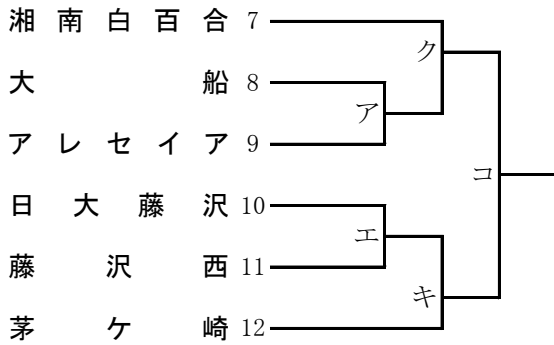 湘南白百合 7
ク
大船 8
ア
アレセイア 9
コ
日大藤沢 10
エ
藤沢西 11
キ
茅ケ崎 12